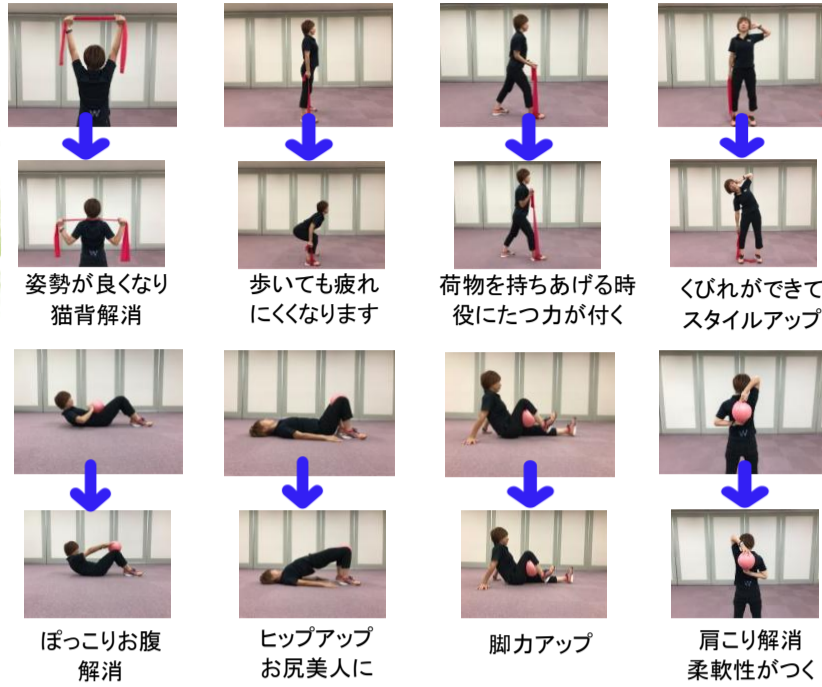 姿勢が良くなり
猫背解消
歩いても疲れ
にくくなります
荷物を持ちあげる時
役にたつ力が付く
くびれができて
スタイルアップ
ぽっこりお腹
解消
ヒップアップ
お尻美人に
脚力アップ
肩こり解消
柔軟性がつく